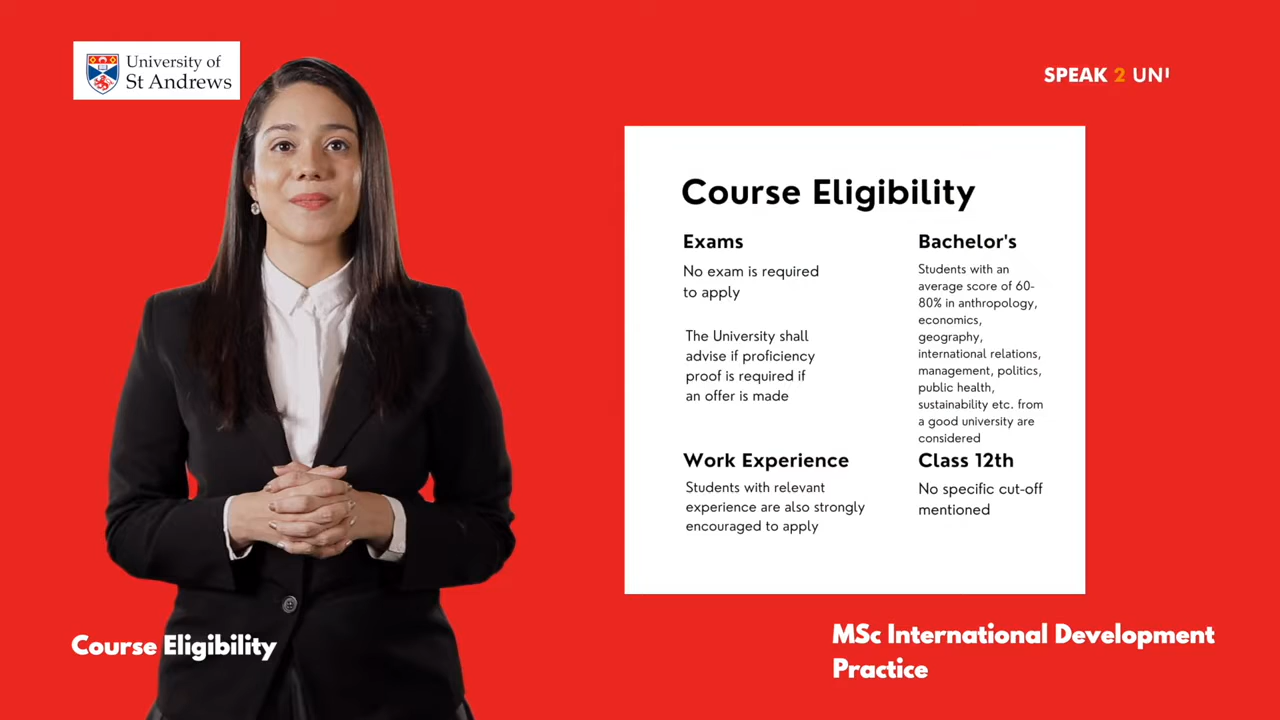 University of
St Andrews
SPEAK 2 UNI
Course Eligibility
Exams
No exam is required
to apply
The University shall
advise if proficiency
proof is required if
an offer is made
Bachelor's
Students with an
average score of 60-
80% in anthropology,
economics,
geography,
international relations,
management, politics,
public health,
sustainability etc. from
a good university are
considered
Work Experience
Students with relevant
experience are also strongly
encouraged to apply
Class 12th
No specific cut-off
mentioned
Course Eligibility
MSc International Development
Practice